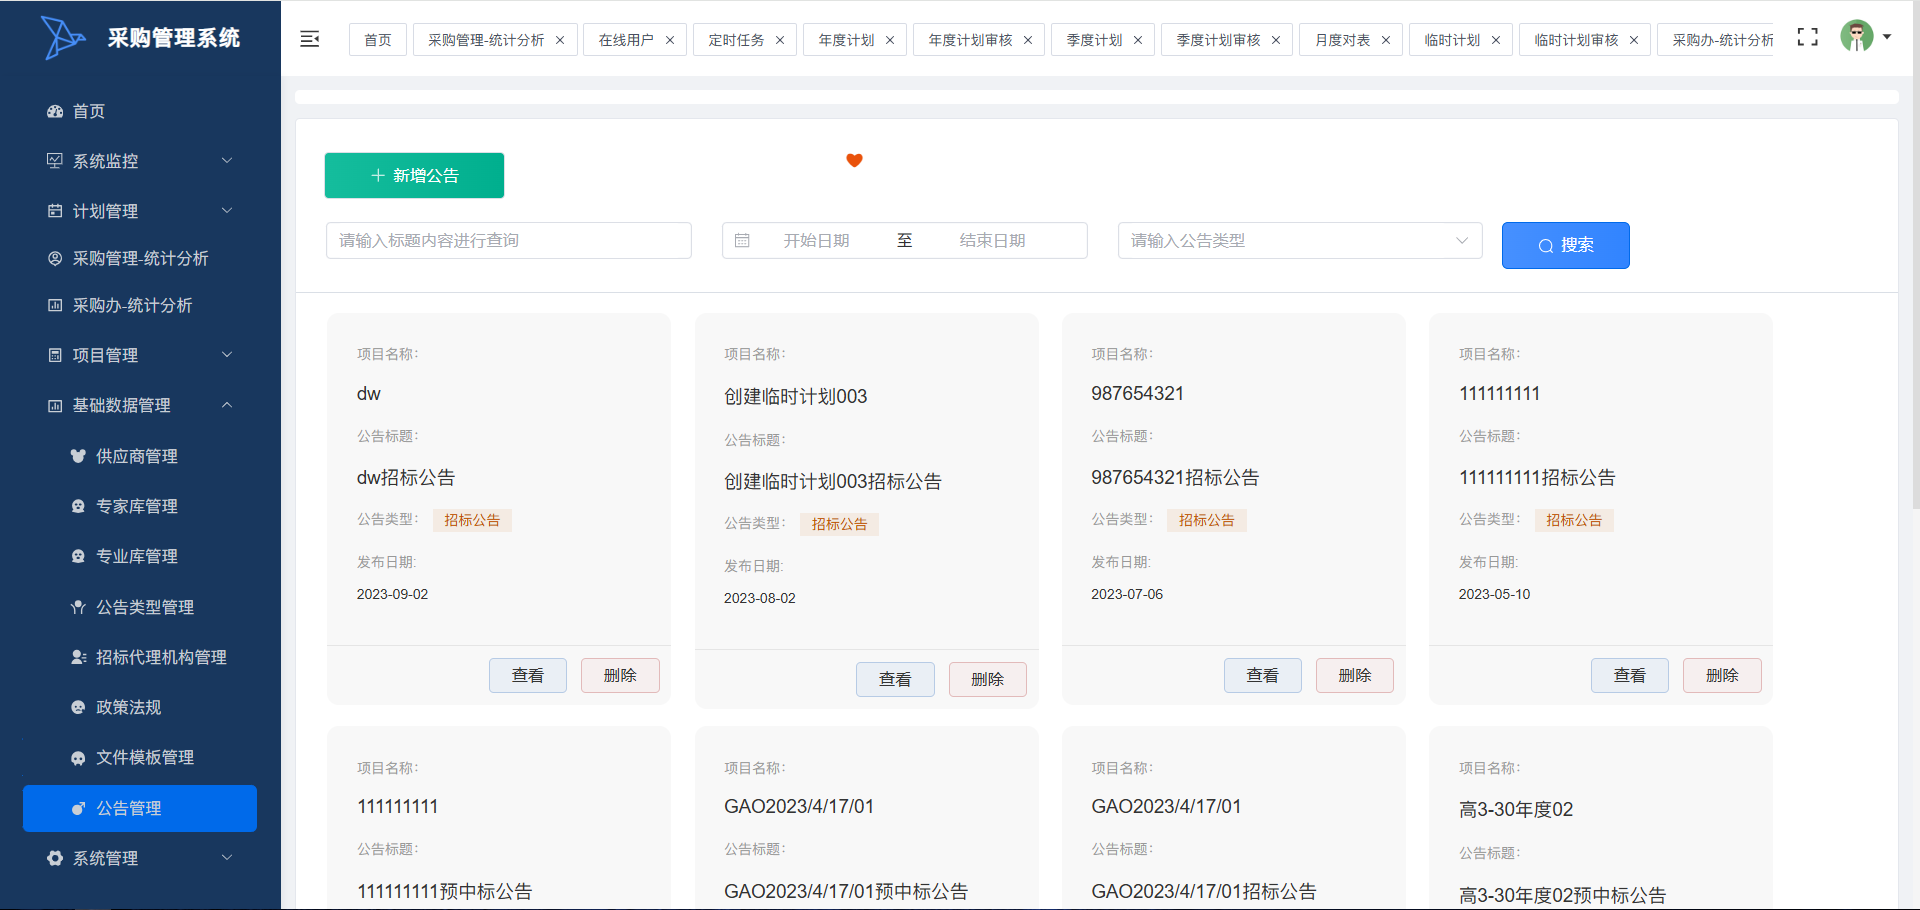 采购管理系统
首页
采购管理-统计分析
在线用户
定时任务
年度计划
年度计划审核
季度计划
季度计划审核
月度对表
临时计划
临时计划审核
采购办-统计分析
首页
系统监控
计划管理
采购管理-统计分析
采购办-统计分析
项目管理
基础数据管理
供应商管理
专家库管理
专业库管理
公告类型管理
招标代理机构管理
政策法规
文件模板管理
公告管理
系统管理
新增公告
请输入标题内容进行查询
开始日期 至 结束日期
请输入公告类型
搜索
项目名称:
dw
公告标题:
dw招标公告
公告类型: 招标公告
发布日期:
2023-09-02
查看 删除
项目名称:
创建临时计划003
公告标题:
创建临时计划003招标公告
公告类型: 招标公告
发布日期:
2023-08-02
查看 删除
项目名称:
987654321
公告标题:
987654321招标公告
公告类型: 招标公告
发布日期:
2023-07-06
查看 删除
项目名称:
111111111
公告标题:
111111111招标公告
公告类型: 招标公告
发布日期:
2023-05-10
查看 删除
项目名称:
111111111
公告标题:
111111111预中标公告
项目名称:
GAO2023/4/17/01
公告标题:
GAO2023/4/17/01预中标公告
项目名称:
GAO2023/4/17/01
公告标题:
GAO2023/4/17/01招标公告
项目名称:
高3-30年度02
公告标题:
高3-30年度02预中标公告